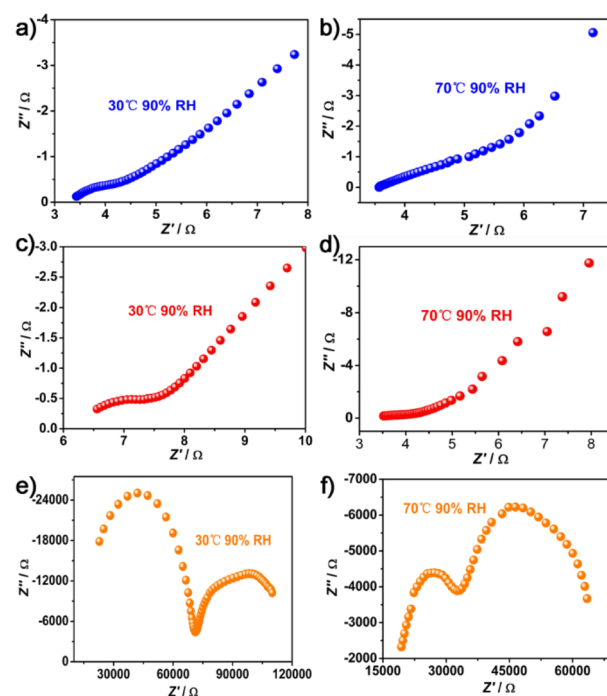 a)
-4
-3
-2
-1
0
30℃ 90% RH
Z''/ Ω
3 4 5 6 7 8
Z'/ Ω
b)
-5
-4
-3
-2
-1
0
70℃ 90% RH
Z''/ Ω
4 5 6 7
Z'/ Ω
c)
-3.0
-2.5
-2.0
-1.5
-1.0
-0.5
0.0
30℃ 90% RH
Z''/ Ω
6 7 8 9 10
Z'/ Ω
d)
-12
-8
-4
0
70℃ 90% RH
Z''/ Ω
3 4 5 6 7 8
Z'/ Ω
e)
-24000
-18000
-12000
-6000
0
30℃ 90% RH
Z''/ Ω
30000 60000 90000 120000
Z'/ Ω
f)
-7000
-6000
-5000
-4000
-3000
-2000
70℃ 90% RH
Z''/ Ω
15000 30000 45000 60000
Z'/ Ω